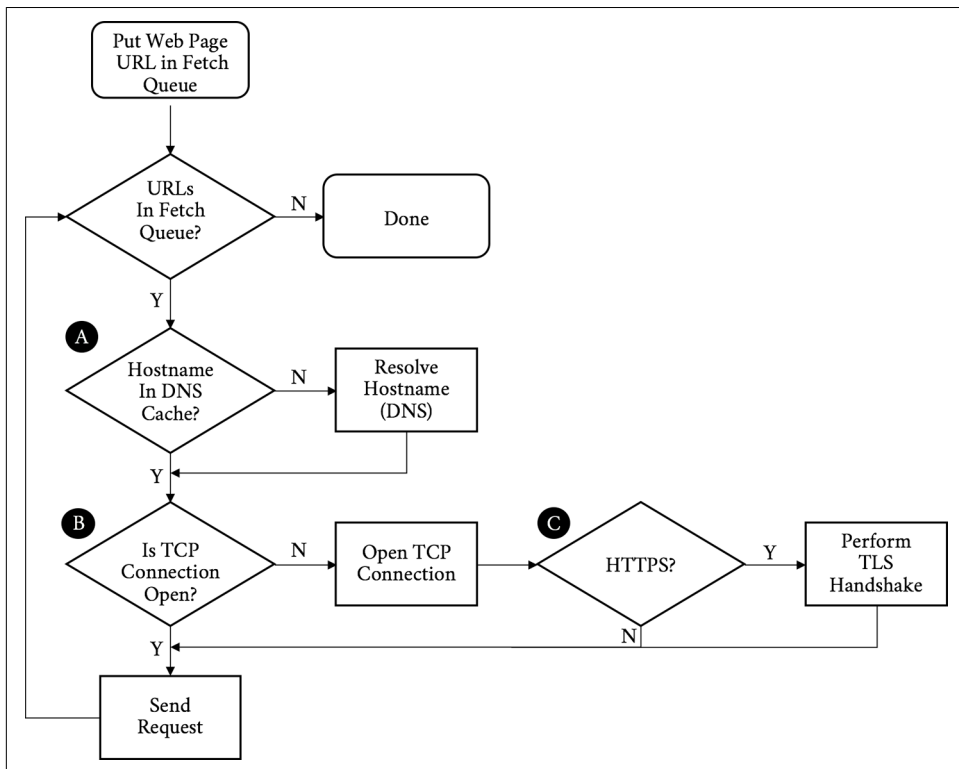 Put Web Page
URL in Fetch
Queue
URLs
In Fetch
Queue?
N
Done
Y
A
Hostname
In DNS
Cache?
N
Resolve
Hostname
(DNS)
Y
B
Is TCP
Connection
Open?
N
Open TCP
Connection
C
HTTPS?
Y
Perform
TLS
Handshake
N
Y
Send
Request